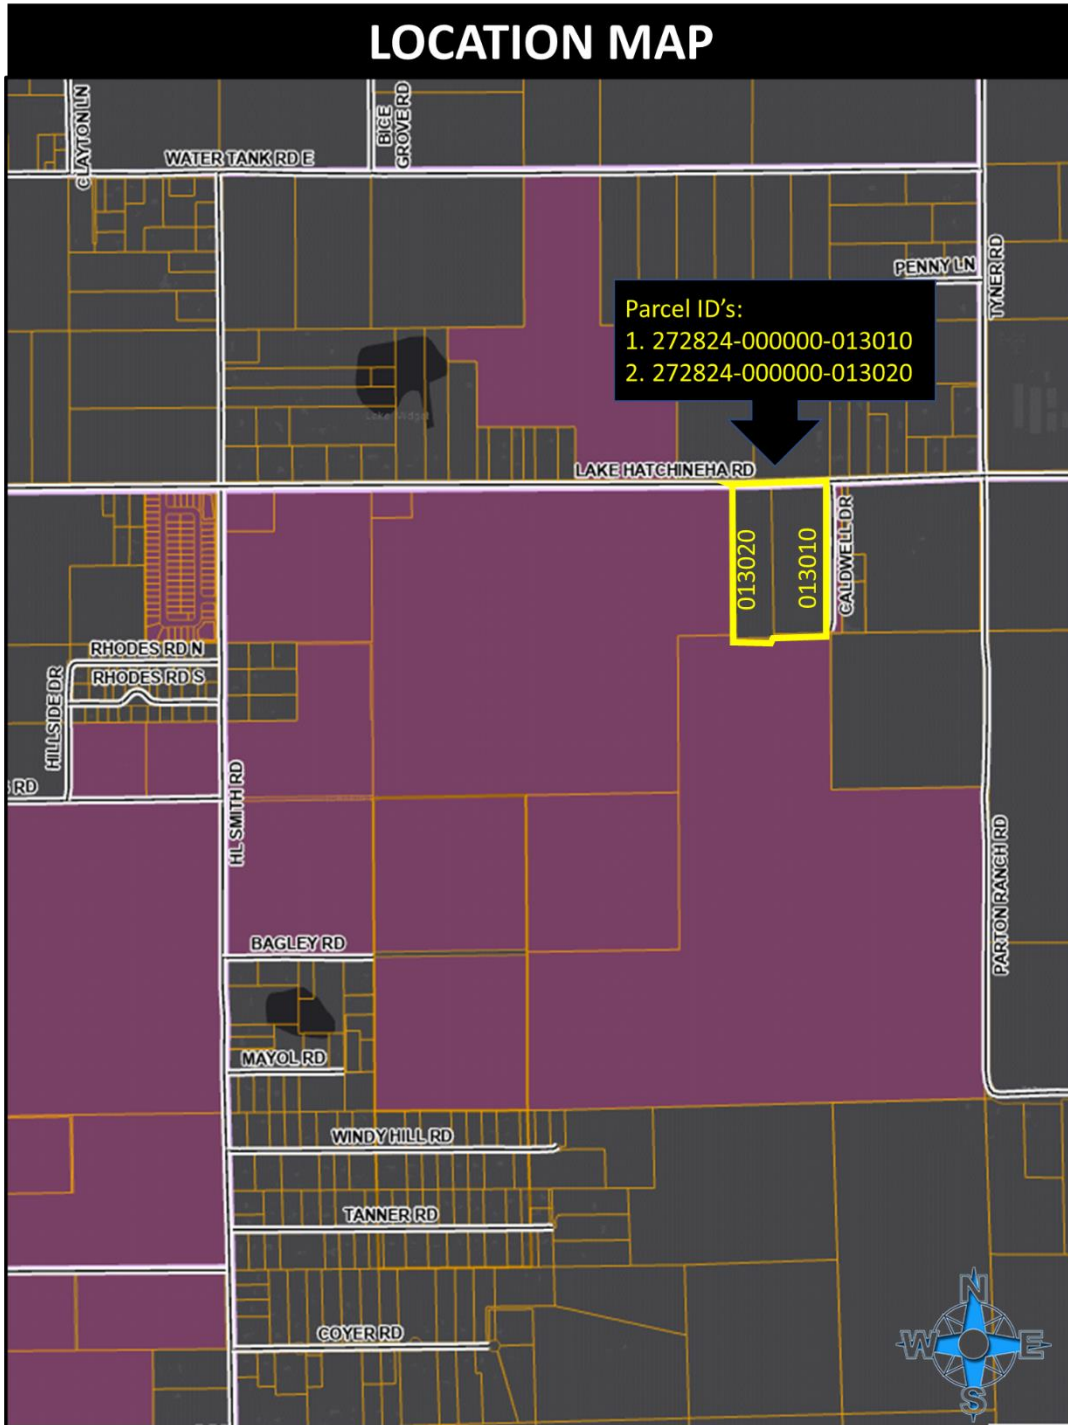 LOCATION MAP
CLAYTON LN
BICE
GROVE RD
WATER TANK RD E
PENNY LN
TYNER RD
Parcel ID's:
1. 272824-000000-013010
2. 272824-000000-013020
LAKE HATCHINEHA RD
013020
013010
CALDWELL DR
RHODES RD N
RHODES RD S
HILLSIDE DR
RD
HL SMITH RD
PARTON RANCH RD
BAGLEY RD
MAYOL RD
WINDY HILL RD
TANNER RD
COYER RD
N
W
E
S